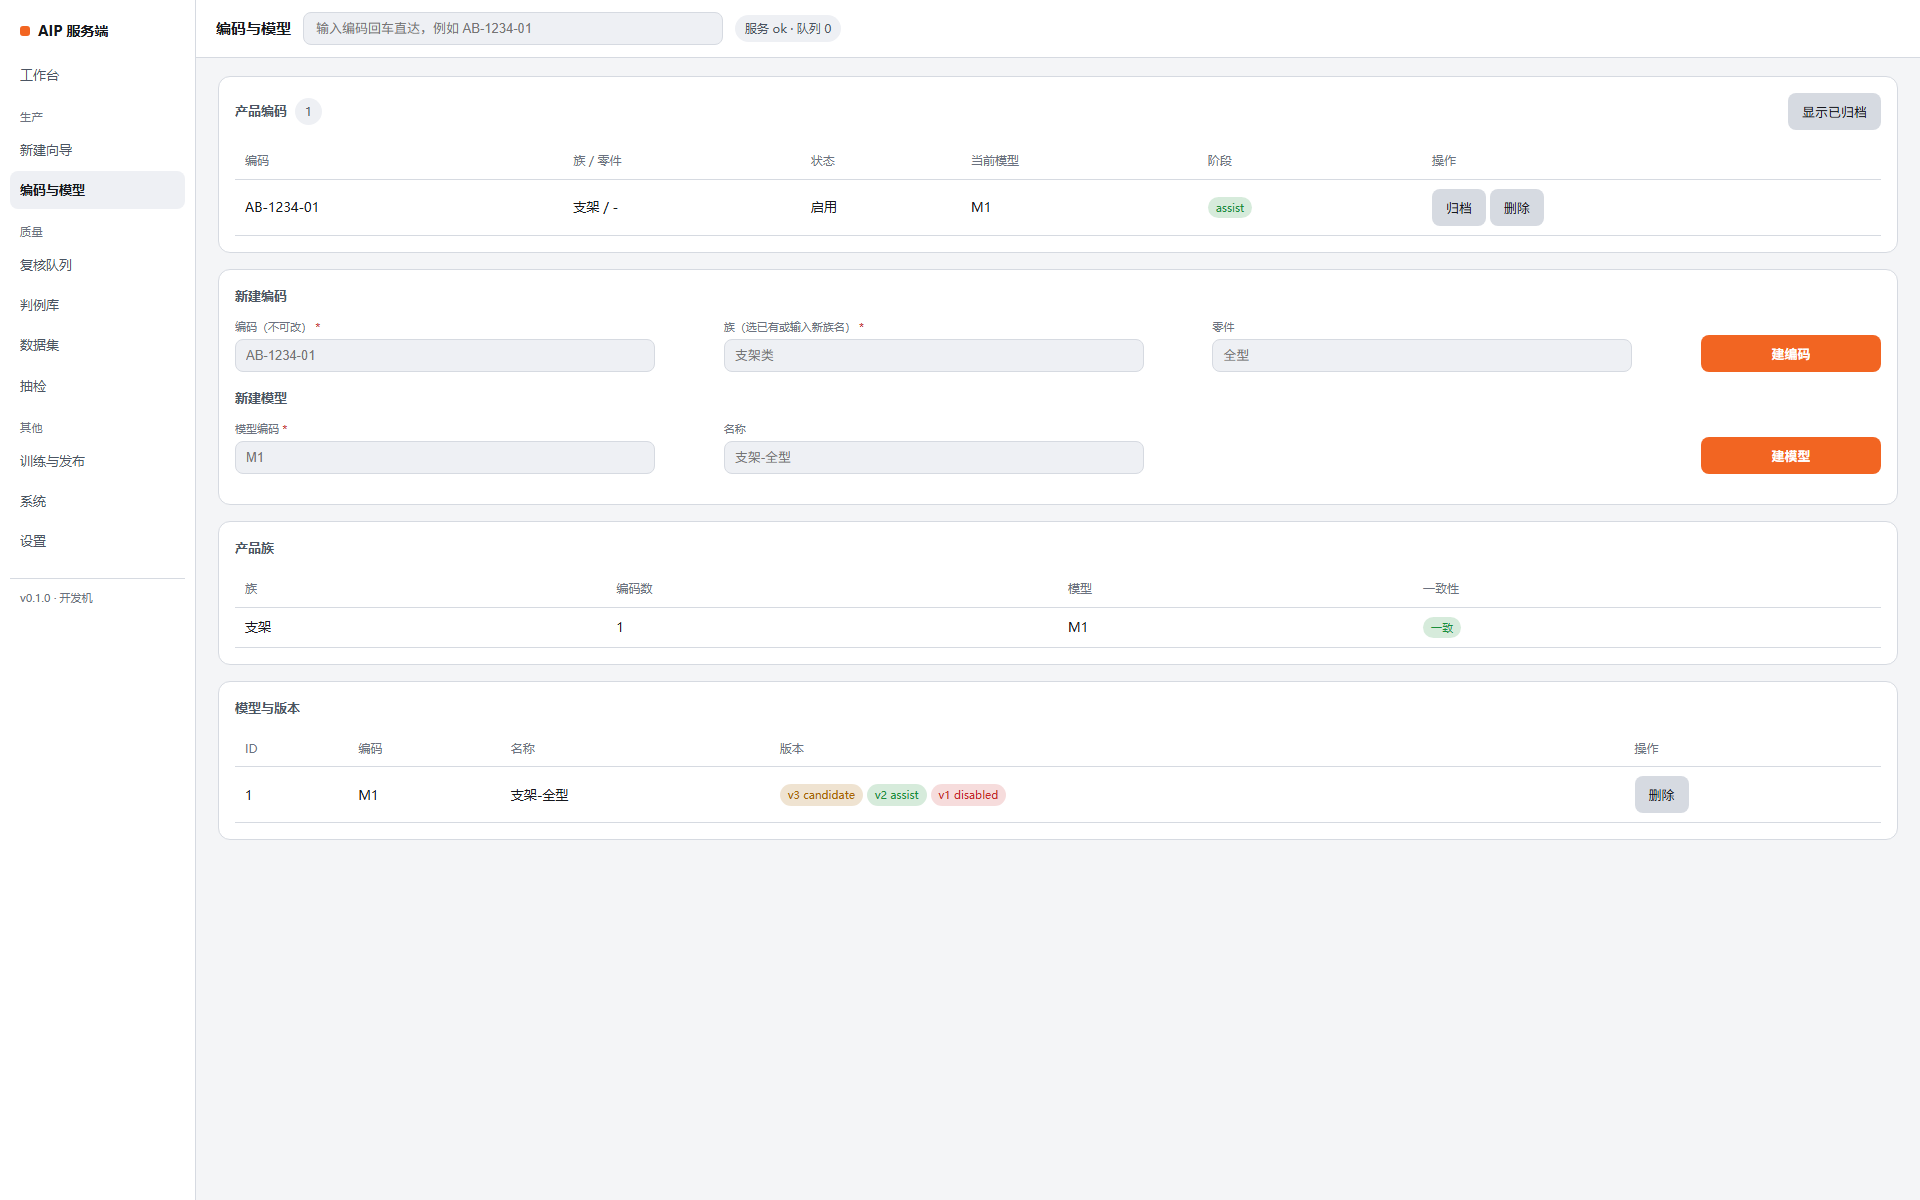 AIP 服务端
工作台
生产
新建向导
编码与模型
质量
复核队列
判例库
数据集
抽检
其他
训练与发布
系统
设置
v0.1.0 · 开发机
编码与模型 输入编码回车直达，例如 AB-1234-01 服务 ok · 队列 0
产品编码 1 显示已归档
编码 族 / 零件 状态 当前模型 阶段 操作
AB-1234-01 支架 / - 启用 M1 assist 归档 删除
新建编码
编码（不可改） * 族（选已有或输入新族名） * 零件
AB-1234-01 支架类 全型 建编码
新建模型
模型编码 * 名称
M1 支架-全型 建模型
产品族
族 编码数 模型 一致性
支架 1 M1 一致
模型与版本
ID 编码 名称 版本 操作
1 M1 支架-全型 v3 candidate v2 assist v1 disabled 删除